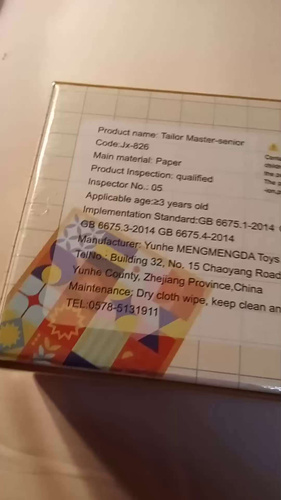 Product name: Tailor Master-senior
Code:Jx-826
Main material: Paper
Product Inspection: qualified
Inspector No.: 05
Applicable age:≥3 years old
Implementation Standard:GB 6675.1-2014
GB 6675.3-2014 GB 6675.4-2014
Manufacturer: Yunhe MENGMENGDA Toys
TelNo.: Building 32, No. 15 Chaoyang Road
Yunhe County, Zhejiang Province,China
Maintenance: Dry cloth wipe, keep clean
TEL:0578-5131911